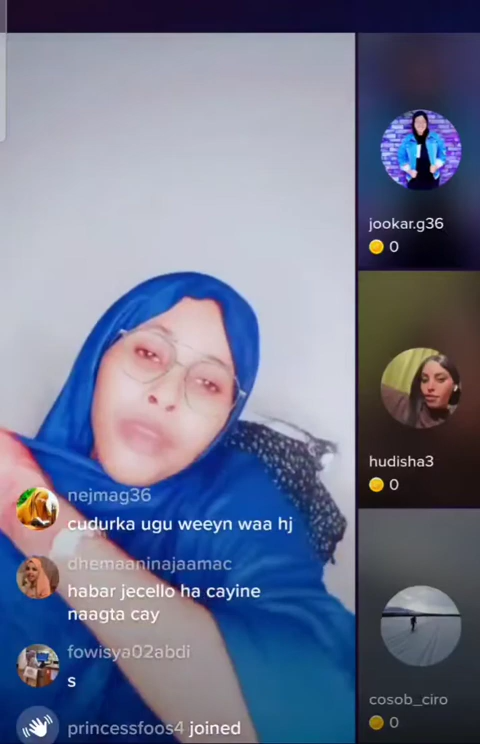 jookar.g36
0
hudisha3
0
nejmag36
cudurka ugu weeyn waa hj
dhemaaninajaamac
habar jecello ha cayine
naagta cay
fowisya02abdi
s
princessfoos4 joined
cosob_ciro
0